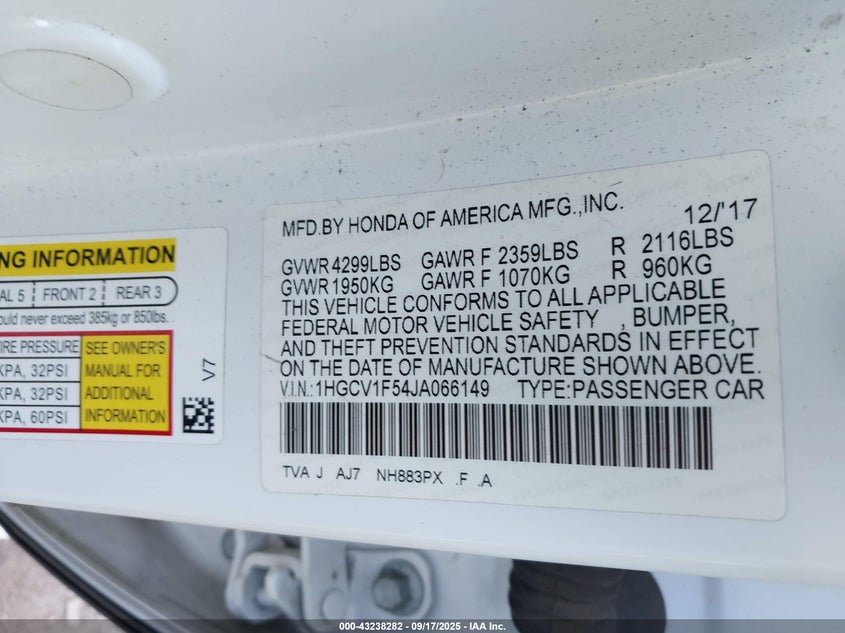 NG INFORMATION
AL 5 FRONT 2 REAR 3
ould never exceed 385kg or 850lbs.
IRE PRESSURE SEE OWNER'S
KPA, 32PSI MANUAL FOR
KPA, 32PSI ADDITIONAL
KPA, 60PSI INFORMATION
V7
MFD.BY HONDA OF AMERICA MFG.,INC. 12/'17
GVWR 4299LBS GAWR F 2359LBS R 2116LBS
GVWR 1950KG GAWR F 1070KG R 960KG
THIS VEHICLE CONFORMS TO ALL APPLICABLE
FEDERAL MOTOR VEHICLE SAFETY , BUMPER,
AND THEFT PREVENTION STANDARDS IN EFFECT
ON THE DATE OF MANUFACTURE SHOWN ABOVE.
V.I.N.:1HGCV1F54JA066149 TYPE:PASSENGER CAR
TVA J AJ7 NH883PX .F .A
000-43238282 - 09/17/2025 - IAA Inc.